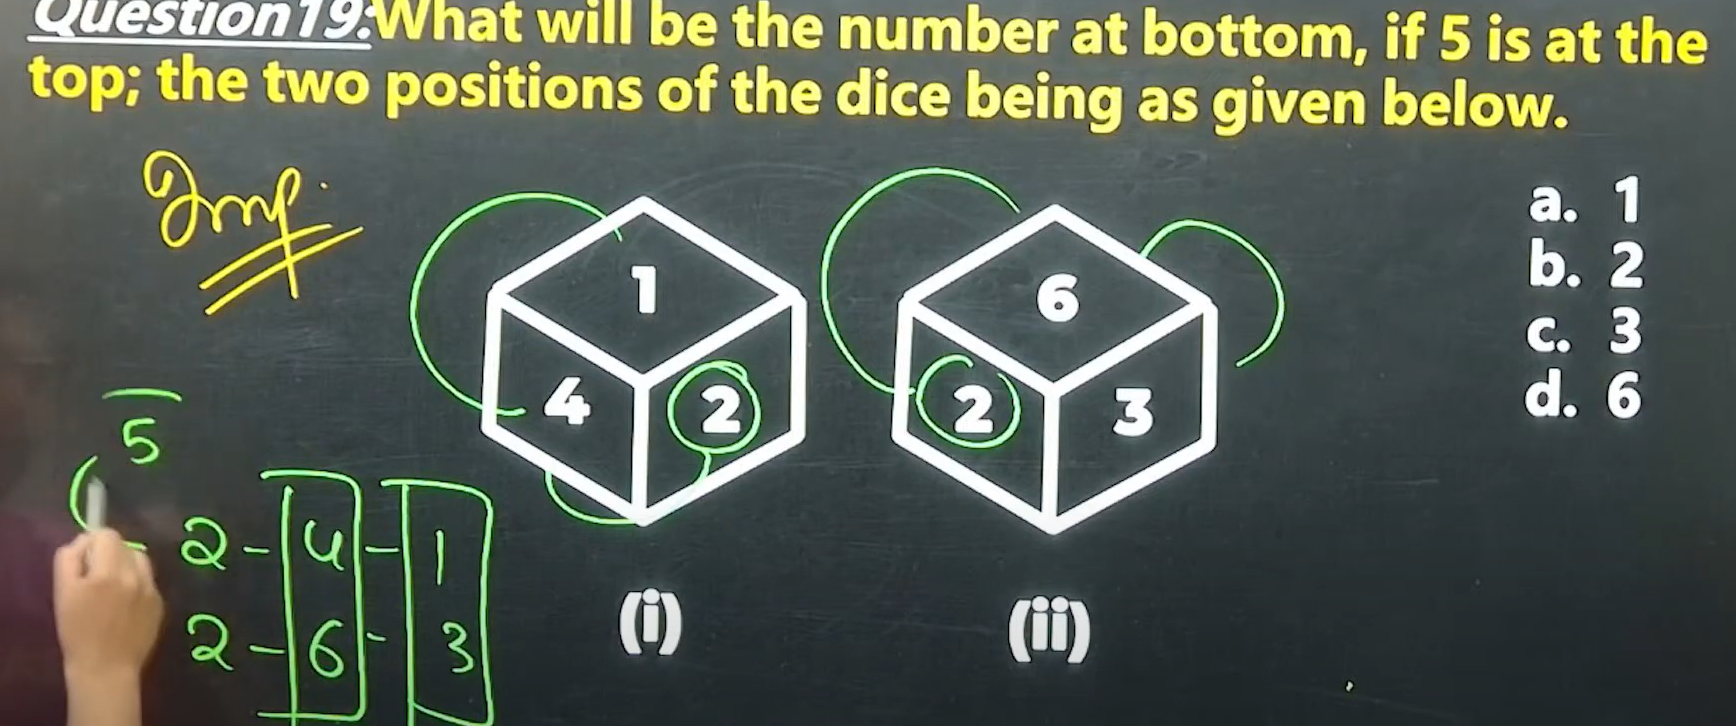 Question19:What will be the number at bottom, if 5 is at the
top; the two positions of the dice being as given below.
Imp.
1
4
2
(i)
6
2
3
(ii)
a. 1
b. 2
c. 3
d. 6
5
2-4-1
2-6-3